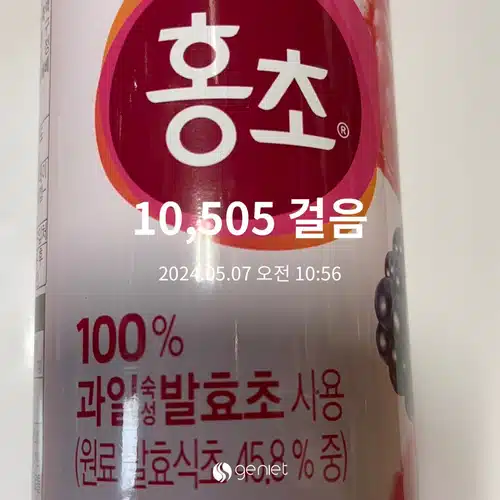 홍초®
10,505 걸음
2024.05.07 오전 10:56
100%
과일숙성발효초 사용
(원료 발효식초 45.8 % 중)
geniet